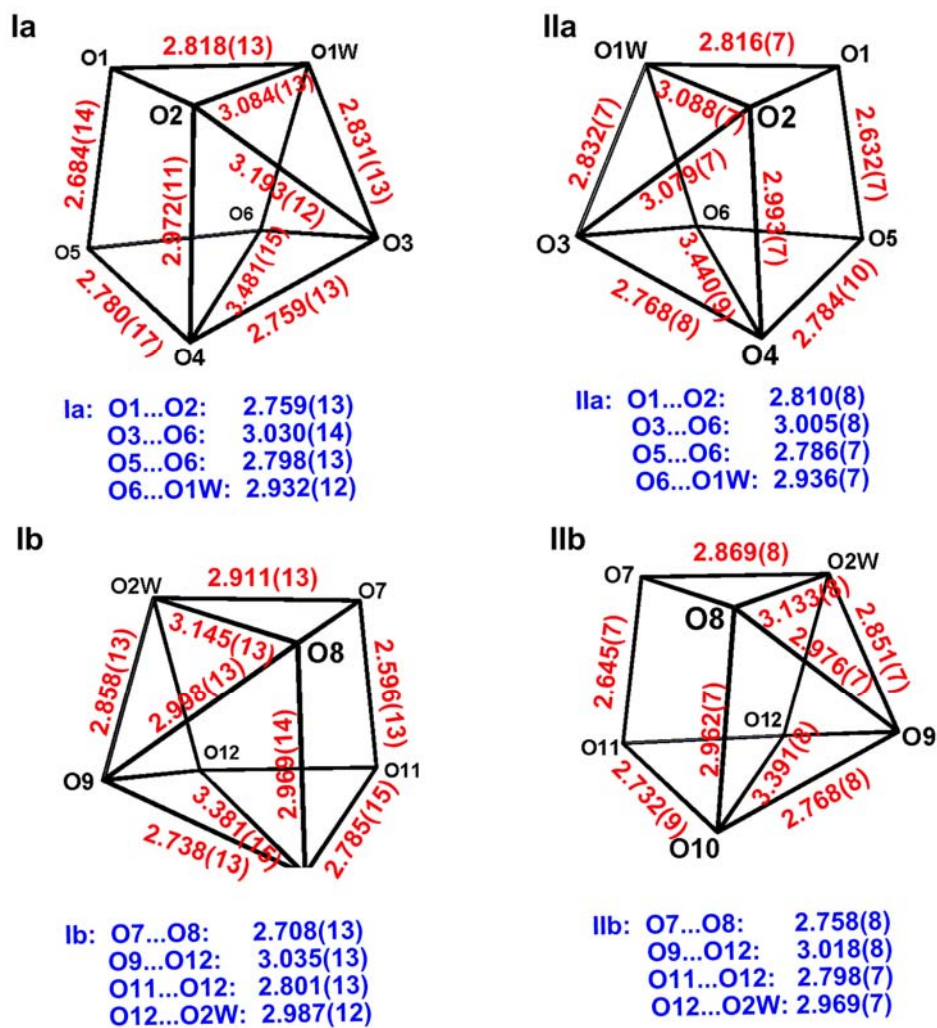 Ia
2.818(13)
O1
O1W
O2
3.084(13)
2.684(14)
2.831(13)
2.972(11)
3.193(12)
O6
O5
3.481(15)
O3
2.780(17)
2.759(13)
O4
Ia: O1...O2: 2.759(13)
O3...O6: 3.030(14)
O5...O6: 2.798(13)
O6...O1W: 2.932(12)
IIa
2.816(7)
O1W
O1
3.088(7)
O2
2.832(7)
2.632(7)
3.079(7)
2.993(7)
O6
O3
O5
3.440(9)
2.768(8)
2.784(10)
O4
IIa: O1...O2: 2.810(8)
O3...O6: 3.005(8)
O5...O6: 2.786(7)
O6...O1W: 2.936(7)
Ib
2.911(13)
O2W
O7
3.145(13)
O8
2.858(13)
2.596(13)
2.998(13)
2.969(14)
O12
O9
O11
3.381(15)
2.738(13)
2.785(15)
Ib: O7...O8: 2.708(13)
O9...O12: 3.035(13)
O11...O12: 2.801(13)
O12...O2W: 2.987(12)
IIb
2.869(8)
O7
O2W
O8
3.133(8)
2.645(7)
2.851(7)
2.976(7)
2.962(7)
O12
O11
O9
3.391(8)
2.732(9)
2.768(8)
O10
IIb: O7...O8: 2.758(8)
O9...O12: 3.018(8)
O11...O12: 2.798(7)
O12...O2W: 2.969(7)